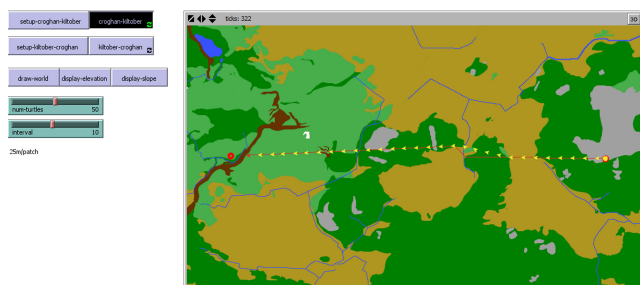 setup-croghan-kiltober croghan-kiltober
setup-kiltober-croghan kiltober-croghan
draw-world display-elevation display-slope
num-turtles 50
interval 10
25m/patch
ticks: 322
3D